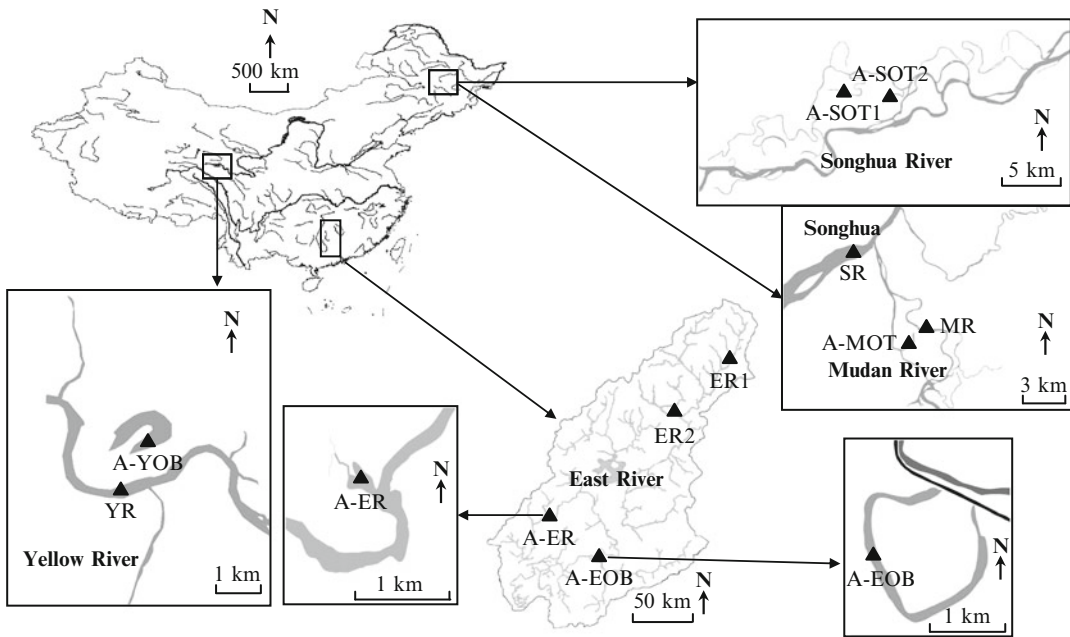 N
500 km
A-SOT2
A-SOT1
N
Songhua River
5 km
Songhua
SR
N
MR
A-MOT
Mudan River
3 km
N
A-YOB
YR
Yellow River
1 km
N
A-ER
1 km
ER1
ER2
East River
A-ER
A-EOB
N
50 km
A-EOB
N
1 km